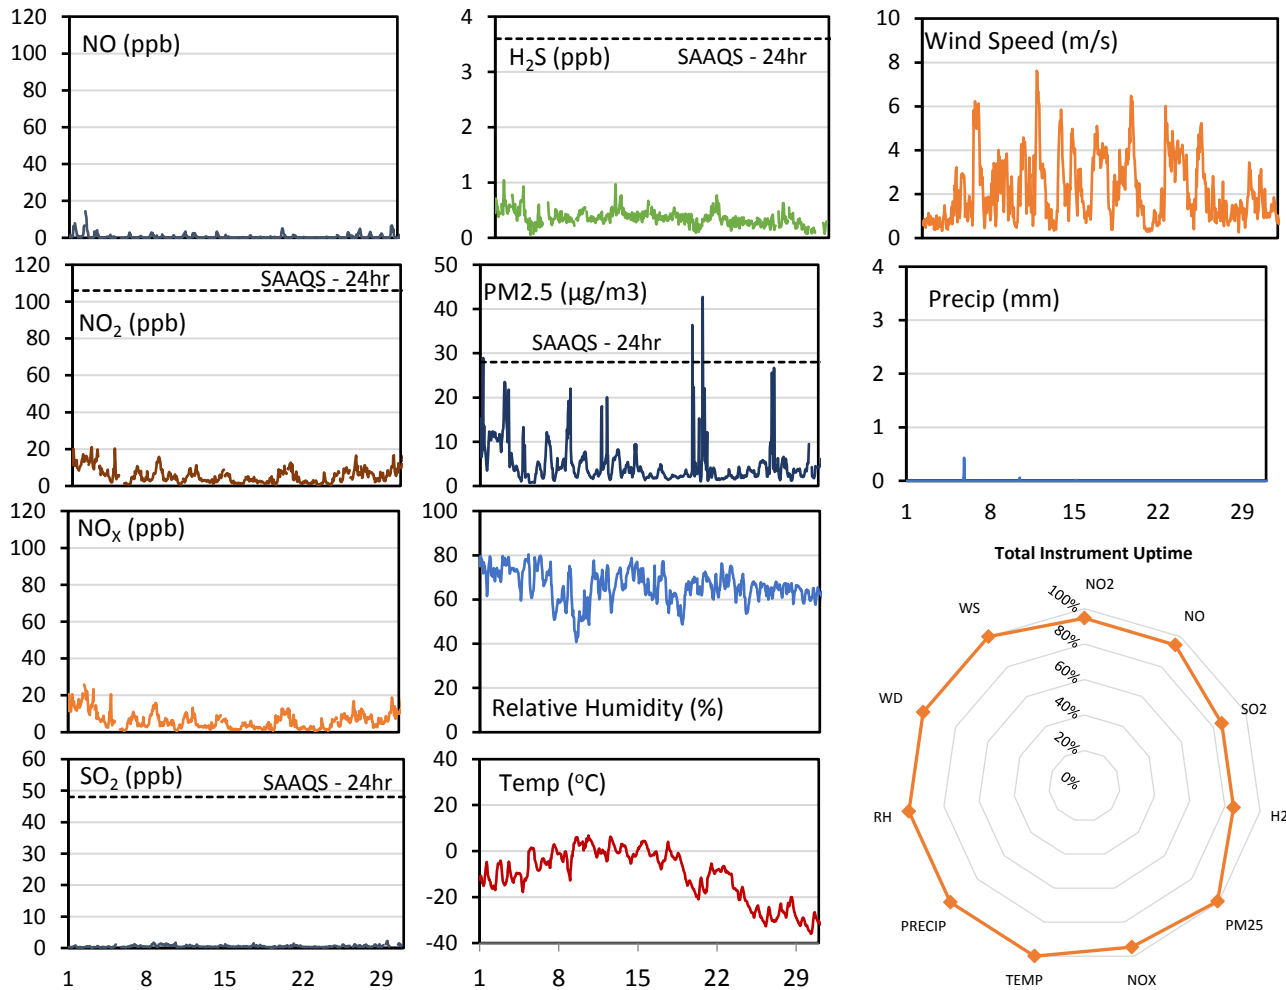 NO (ppb)
120
100
80
60
40
20
0
H₂S (ppb)
SAAQS - 24hr
4
3
2
1
0
Wind Speed (m/s)
10
8
6
4
2
0
NO₂ (ppb)
SAAQS - 24hr
120
100
80
60
40
20
0
PM2.5 (µg/m3)
SAAQS - 24hr
50
40
30
20
10
0
Precip (mm)
4
3
2
1
0
1 8 15 22 29
NOₓ (ppb)
120
100
80
60
40
20
0
Relative Humidity (%)
100
80
60
40
20
0
SO₂ (ppb)
SAAQS - 24hr
60
50
40
30
20
10
0
1 8 15 22 29
Temp (°C)
40
20
0
-20
-40
1 8 15 22 29
Total Instrument Uptime
NO2
NO
SO2
H2
PM25
NOX
TEMP
PRECIP
RH
WD
WS
100%
80%
60%
40%
20%
0%